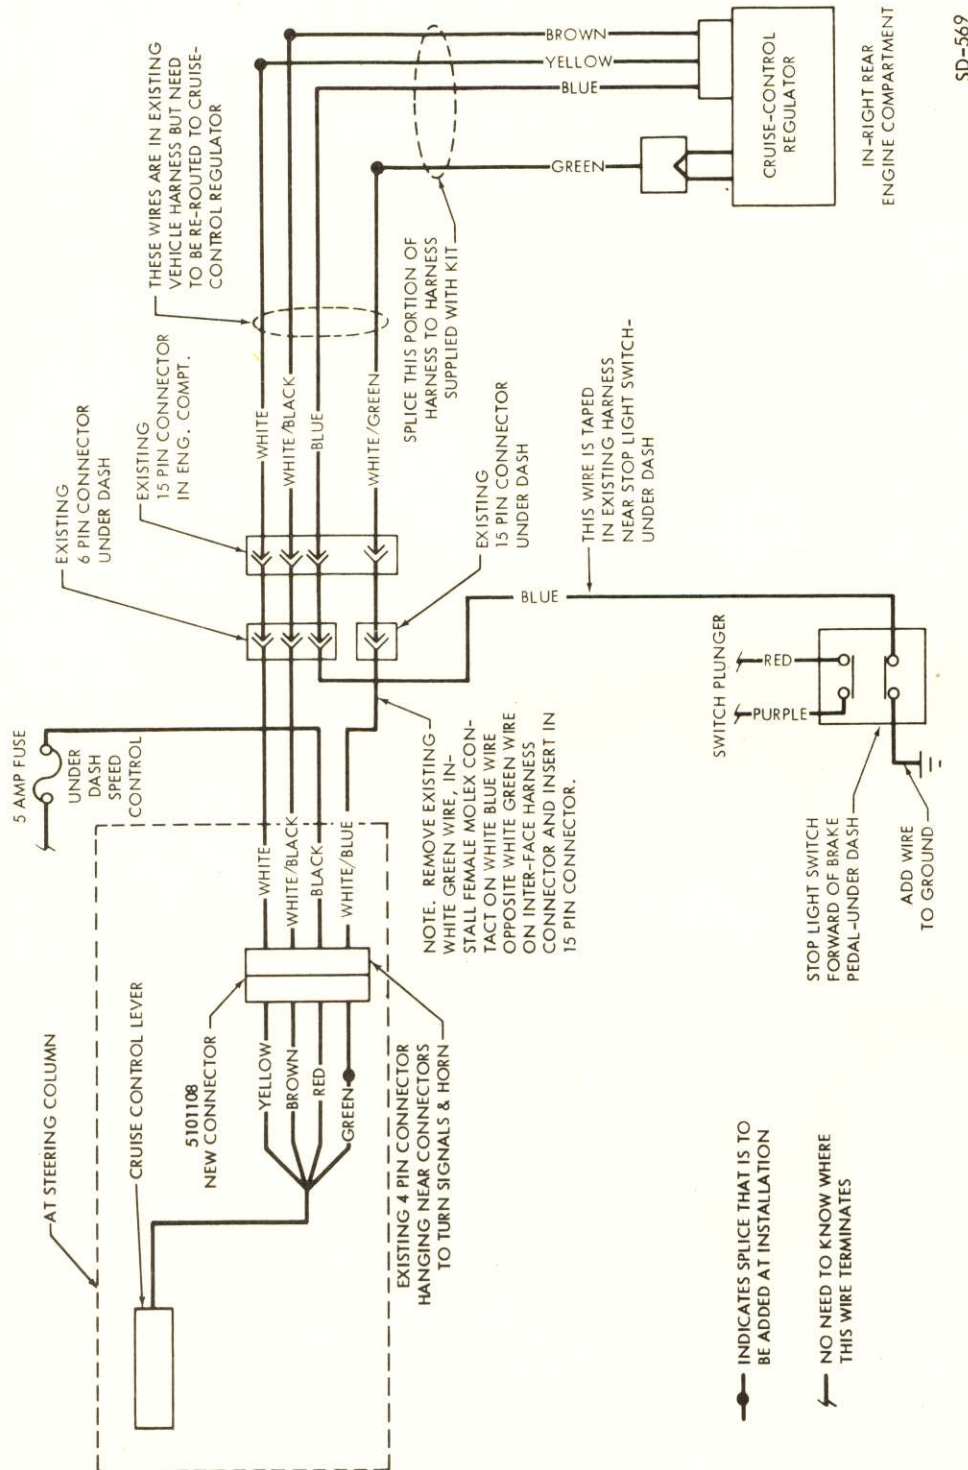 AT STEERING COLUMN
CRUISE CONTROL LEVER
5101108
NEW CONNECTOR
YELLOW
BROWN
RED
GREEN
EXISTING 4 PIN CONNECTOR
HANGING NEAR CONNECTORS
TO TURN SIGNALS & HORN
5 AMP FUSE
UNDER
DASH
SPEED
CONTROL
WHITE
WHITE/BLACK
BLACK
WHITE/BLUE
NOTE. REMOVE EXISTING
WHITE GREEN WIRE, IN-
STALL FEMALE MOLEX CON-
TACT ON WHITE BLUE WIRE
OPPOSITE WHITE GREEN WIRE
ON INTER-FACE HARNESS
CONNECTOR AND INSERT IN
15 PIN CONNECTOR.
EXISTING
6 PIN CONNECTOR
UNDER DASH
EXISTING
15 PIN CONNECTOR
IN ENG. COMPT.
WHITE
WHITE/BLACK
BLUE
WHITE/GREEN
EXISTING
15 PIN CONNECTOR
UNDER DASH
THESE WIRES ARE IN EXISTING
VEHICLE HARNESS BUT NEED
TO BE RE-ROUTED TO CRUISE-
CONTROL REGULATOR
SPLICE THIS PORTION OF
HARNESS TO HARNESS
SUPPLIED WITH KIT
BROWN
YELLOW
BLUE
GREEN
CRUISE-CONTROL
REGULATOR
IN-RIGHT REAR
ENGINE COMPARTMENT
BLUE
THIS WIRE IS TAPED
IN EXISTING HARNESS
NEAR STOP LIGHT SWITCH-
UNDER DASH
SWITCH PLUNGER
RED
PURPLE
STOP LIGHT SWITCH
FORWARD OF BRAKE
PEDAL-UNDER DASH
ADD WIRE
TO GROUND
INDICATES SPLICE THAT IS TO
BE ADDED AT INSTALLATION
NO NEED TO KNOW WHERE
THIS WIRE TERMINATES
SD-569